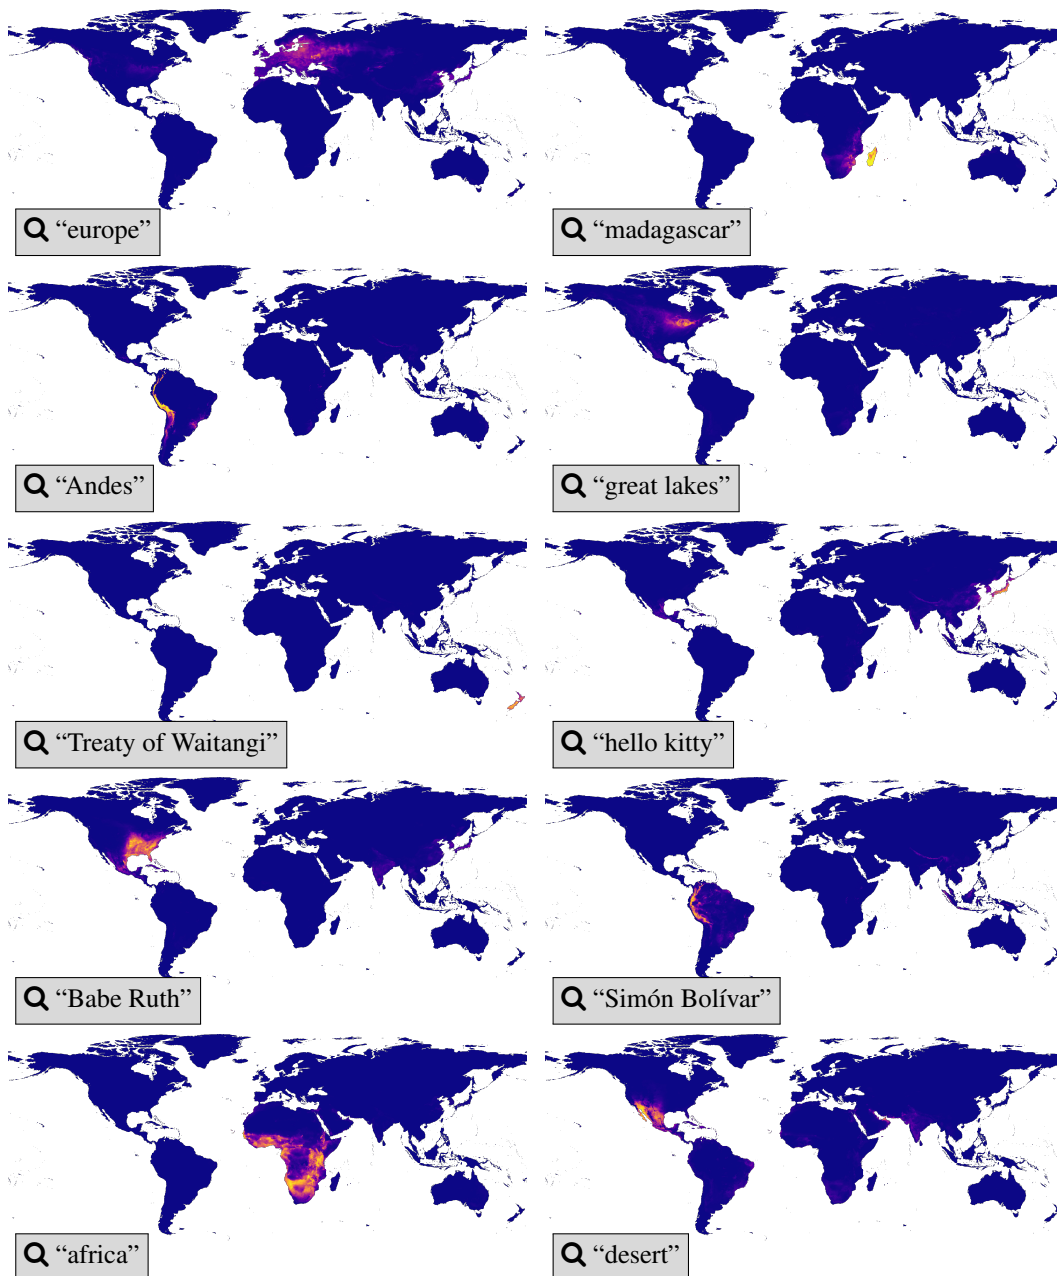 “europe”
“madagascar”
“Andes”
“great lakes”
“Treaty of Waitangi”
“hello kitty”
“Babe Ruth”
“Simón Bolívar”
“africa”
“desert”